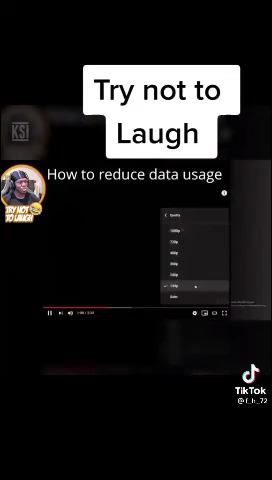 Try not to
Laugh
KSI
How to reduce data usage
TRY NOT
TO LAUGH
Quality
1080p
720p
480p
360p
240p
144p
Auto
TikTok
@f_h_72